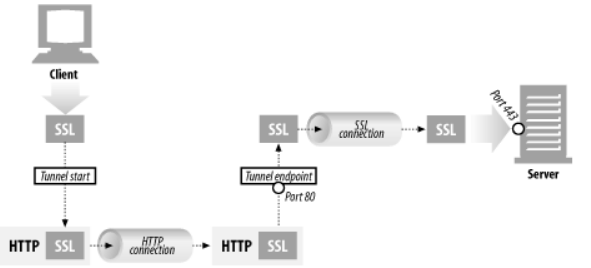 Client
SSL
Tunnel start
HTTP SSL
HTTP
connection
HTTP SSL
Port 80
Tunnel endpoint
SSL
SSL
connection
SSL
Port 443
Server